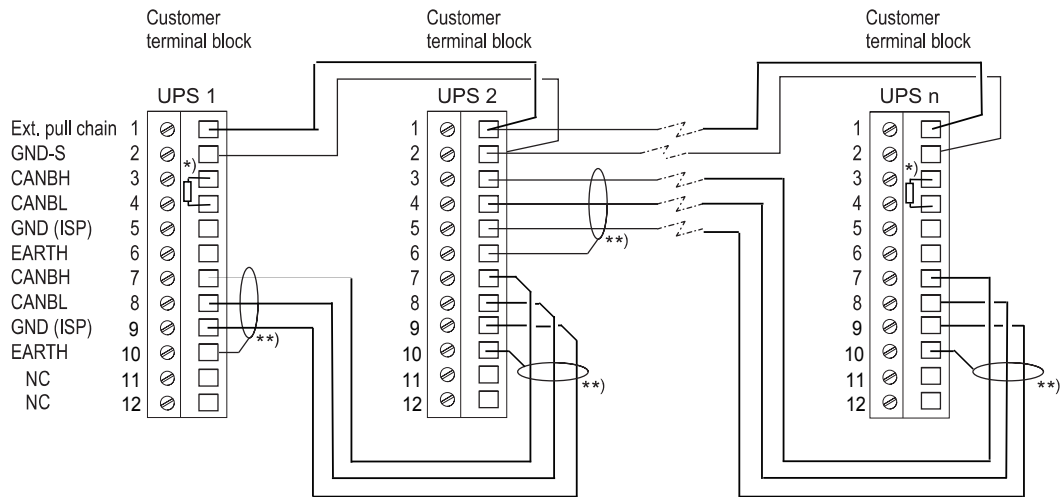 Customer
terminal block
Customer
terminal block
Customer
terminal block
UPS 1
UPS 2
UPS n
Ext. pull chain 1
GND-S 2
CANBH 3
CANBL 4
GND (ISP) 5
EARTH 6
CANBH 7
CANBL 8
GND (ISP) 9
EARTH 10
NC 11
NC 12
*)
**)
1
2
3
4
5
6
7
8
9
10
11
12
**)
**)
1
2
3
4
5
6
7
8
9
10
11
12
*)
**)